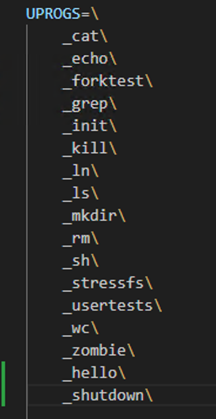 UPROGS=\
_cat\
_echo\
_forktest\
_grep\
_init\
_kill\
_ln\
_ls\
_mkdir\
_rm\
_sh\
_stressfs\
_usertests\
_wc\
_zombie\
_hello\
_shutdown\